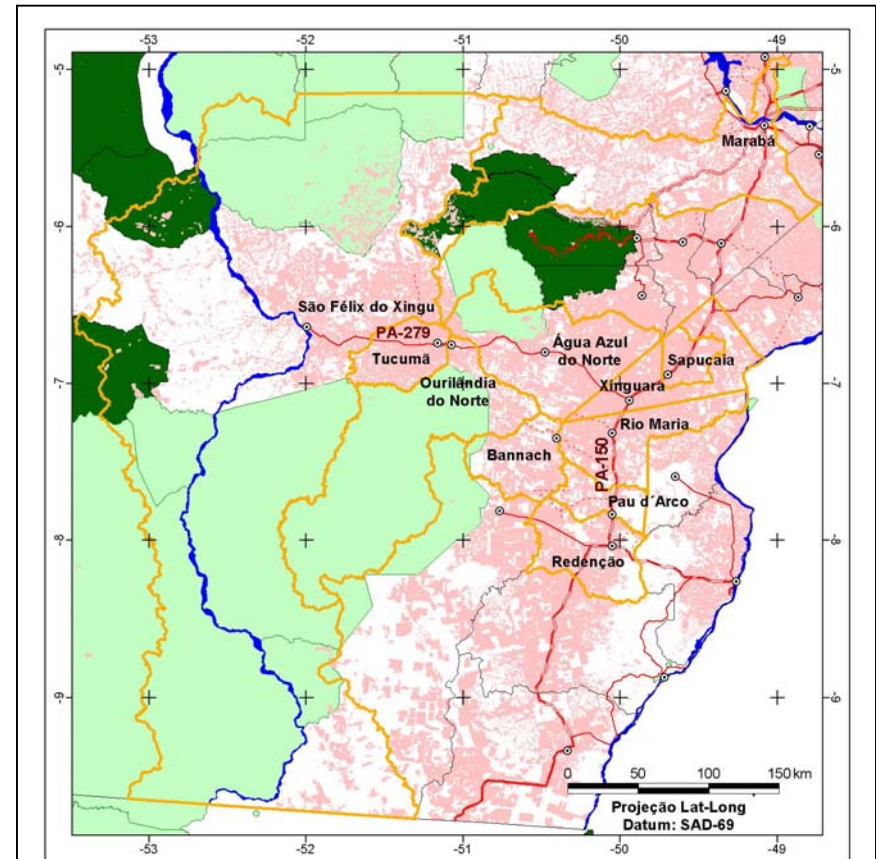 -53 -52 -51 -50 -49
-5 -5
Marabá
-6 -6
São Félix do Xingu
PA-279
Água Azul
do Norte
Tucumã
Sapucaia
Ourilândia
do Norte
Xinguara
-7 -7
Rio Maria
Bannach
PA-150
Pau d´Arco
-8 -8
Redenção
-9 -9
0 50 100 150 km
Projeção Lat-Long
Datum: SAD-69
-53 -52 -51 -50 -49